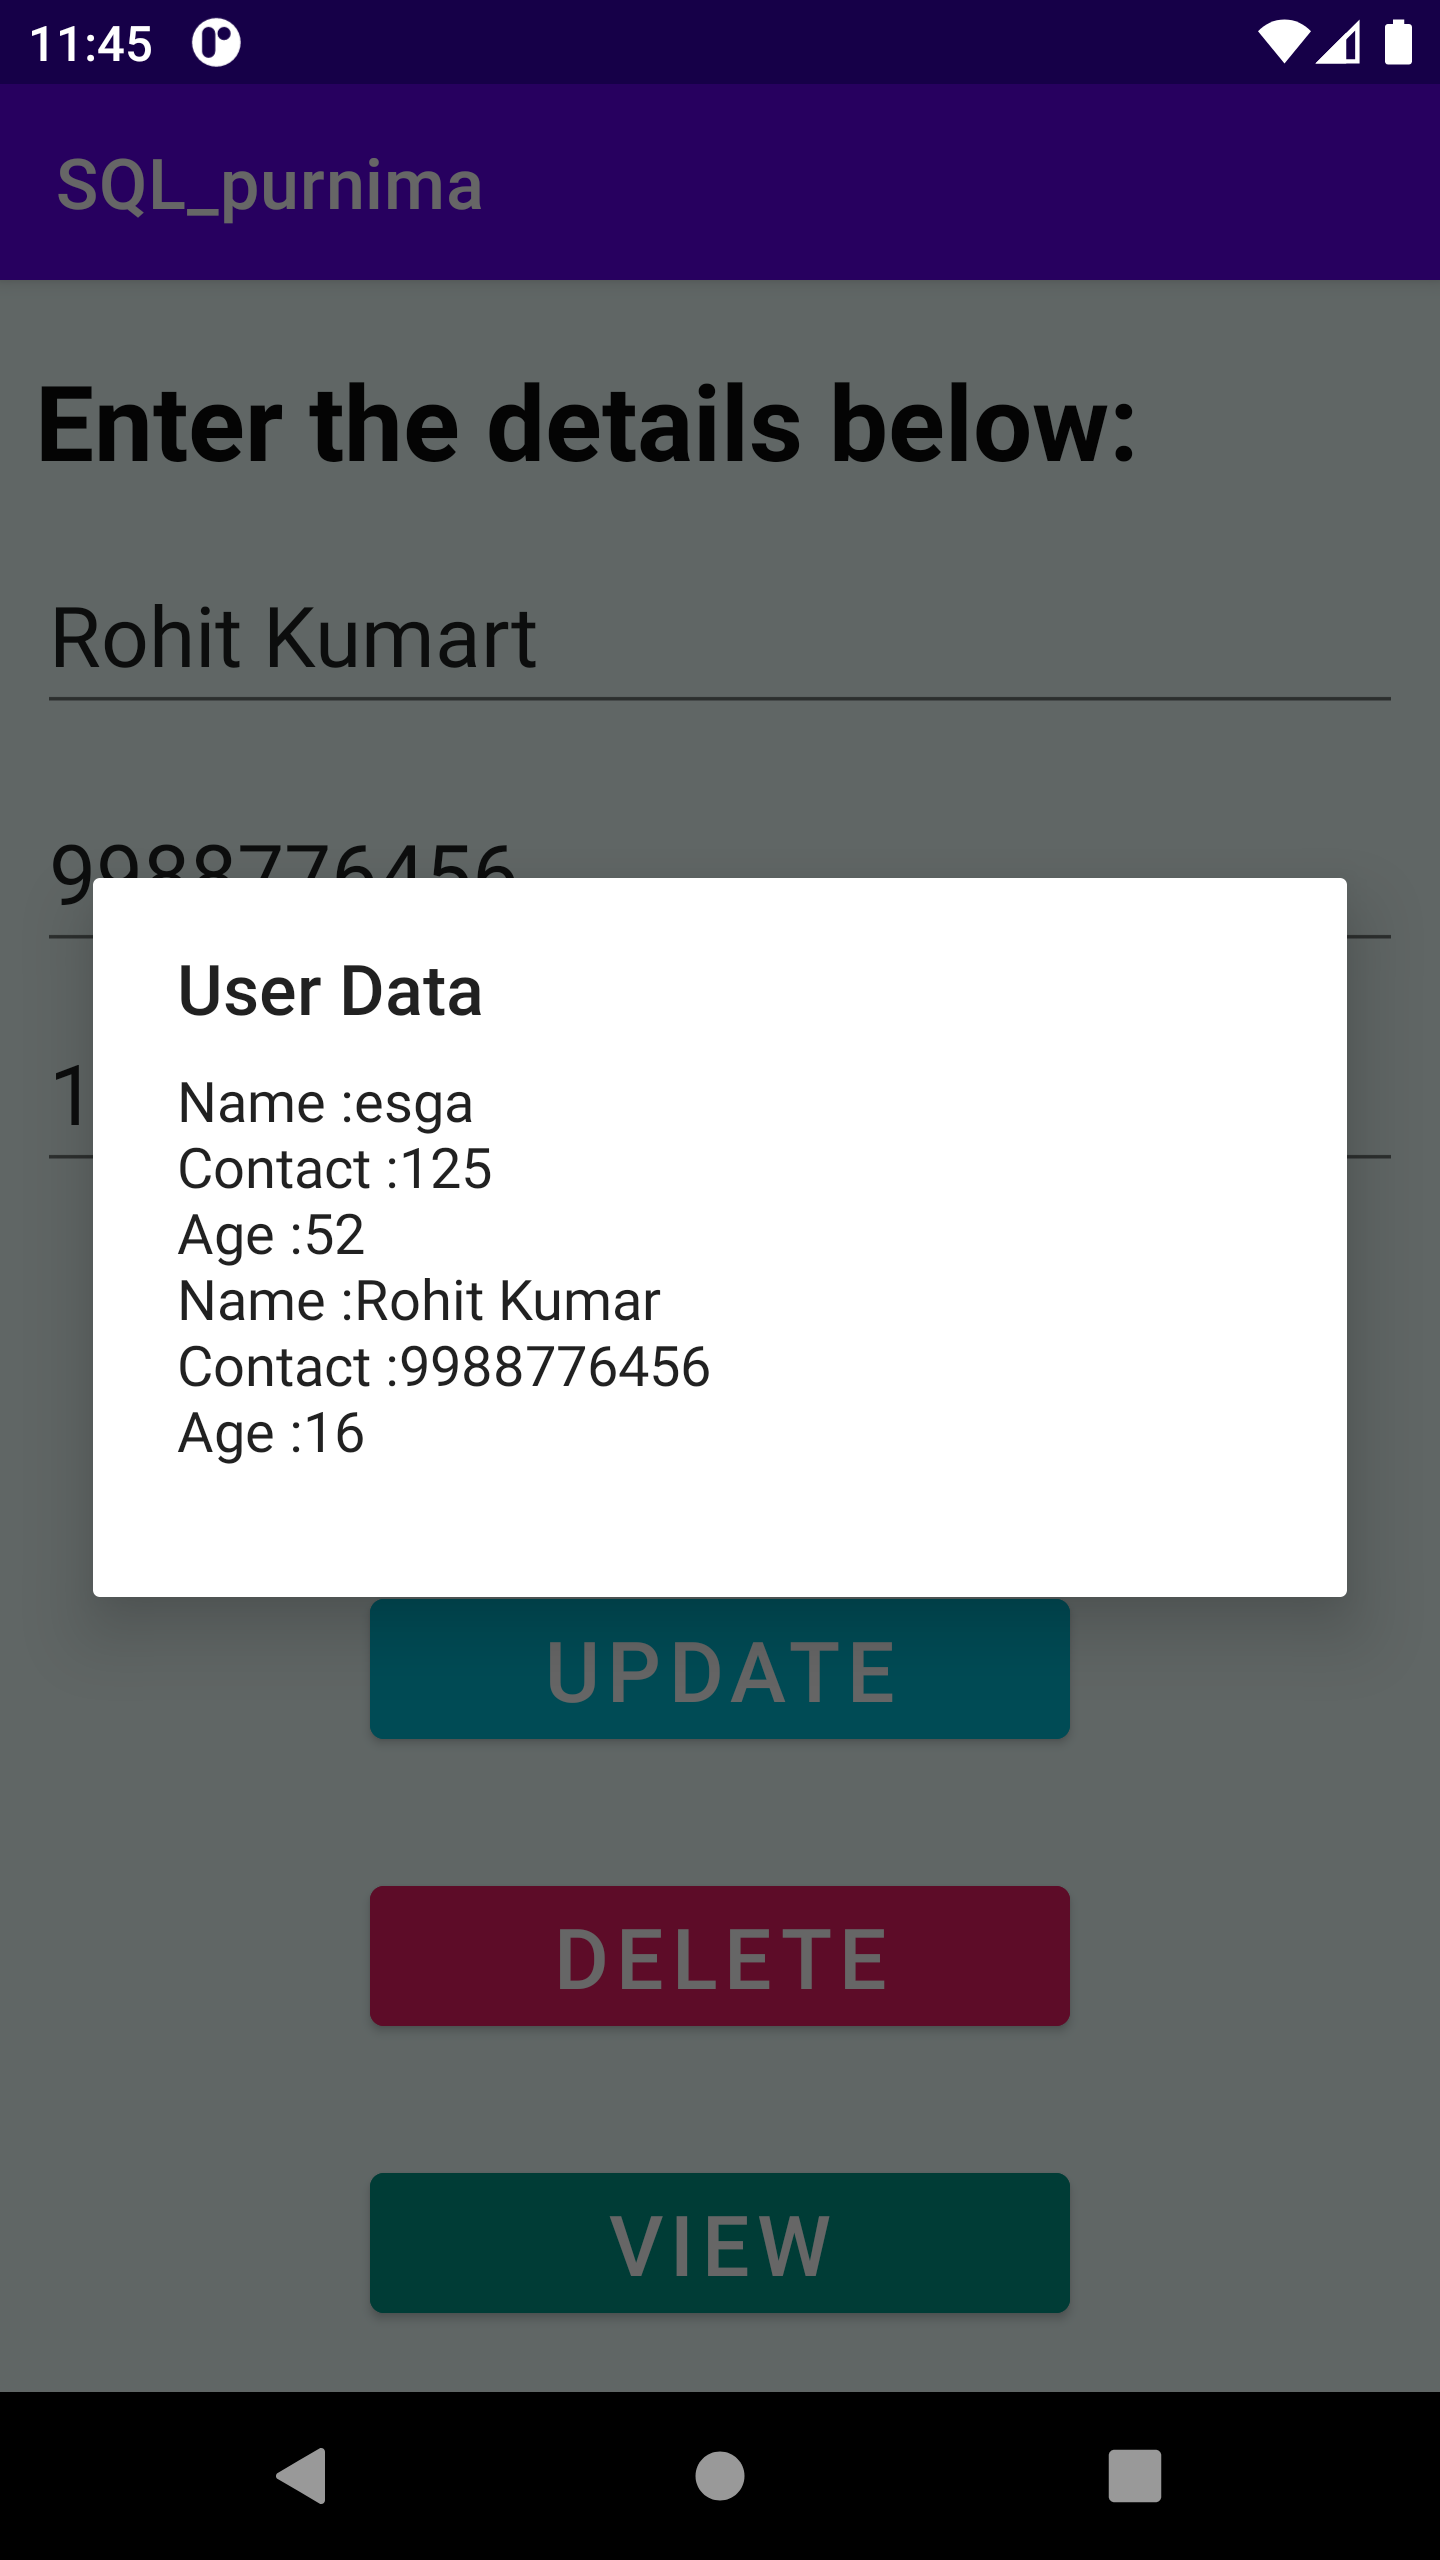 11:45
SQL_purnima
Enter the details below:
Rohit Kumart
9988776456
1
User Data
Name :esga
Contact :125
Age :52
Name :Rohit Kumar
Contact :9988776456
Age :16
UPDATE
DELETE
VIEW